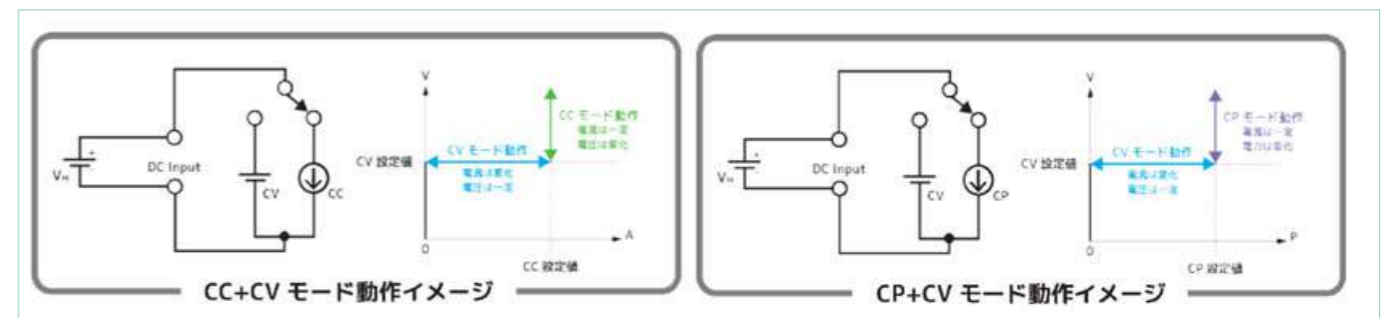 V
CC モード動作
電流は一定
電圧は変化
CV モード動作
CV 設定値
電流は変化
電圧は一定
+
VIN
DC Input
CV
CC
0
A
CC 設定値
CC+CV モード動作イメージ
V
CP モード動作
電流は一定
電力は変化
CV モード動作
CV 設定値
電流は変化
電圧は一定
+
VIN
DC Input
CV
CP
0
P
CP 設定値
CP+CV モード動作イメージ